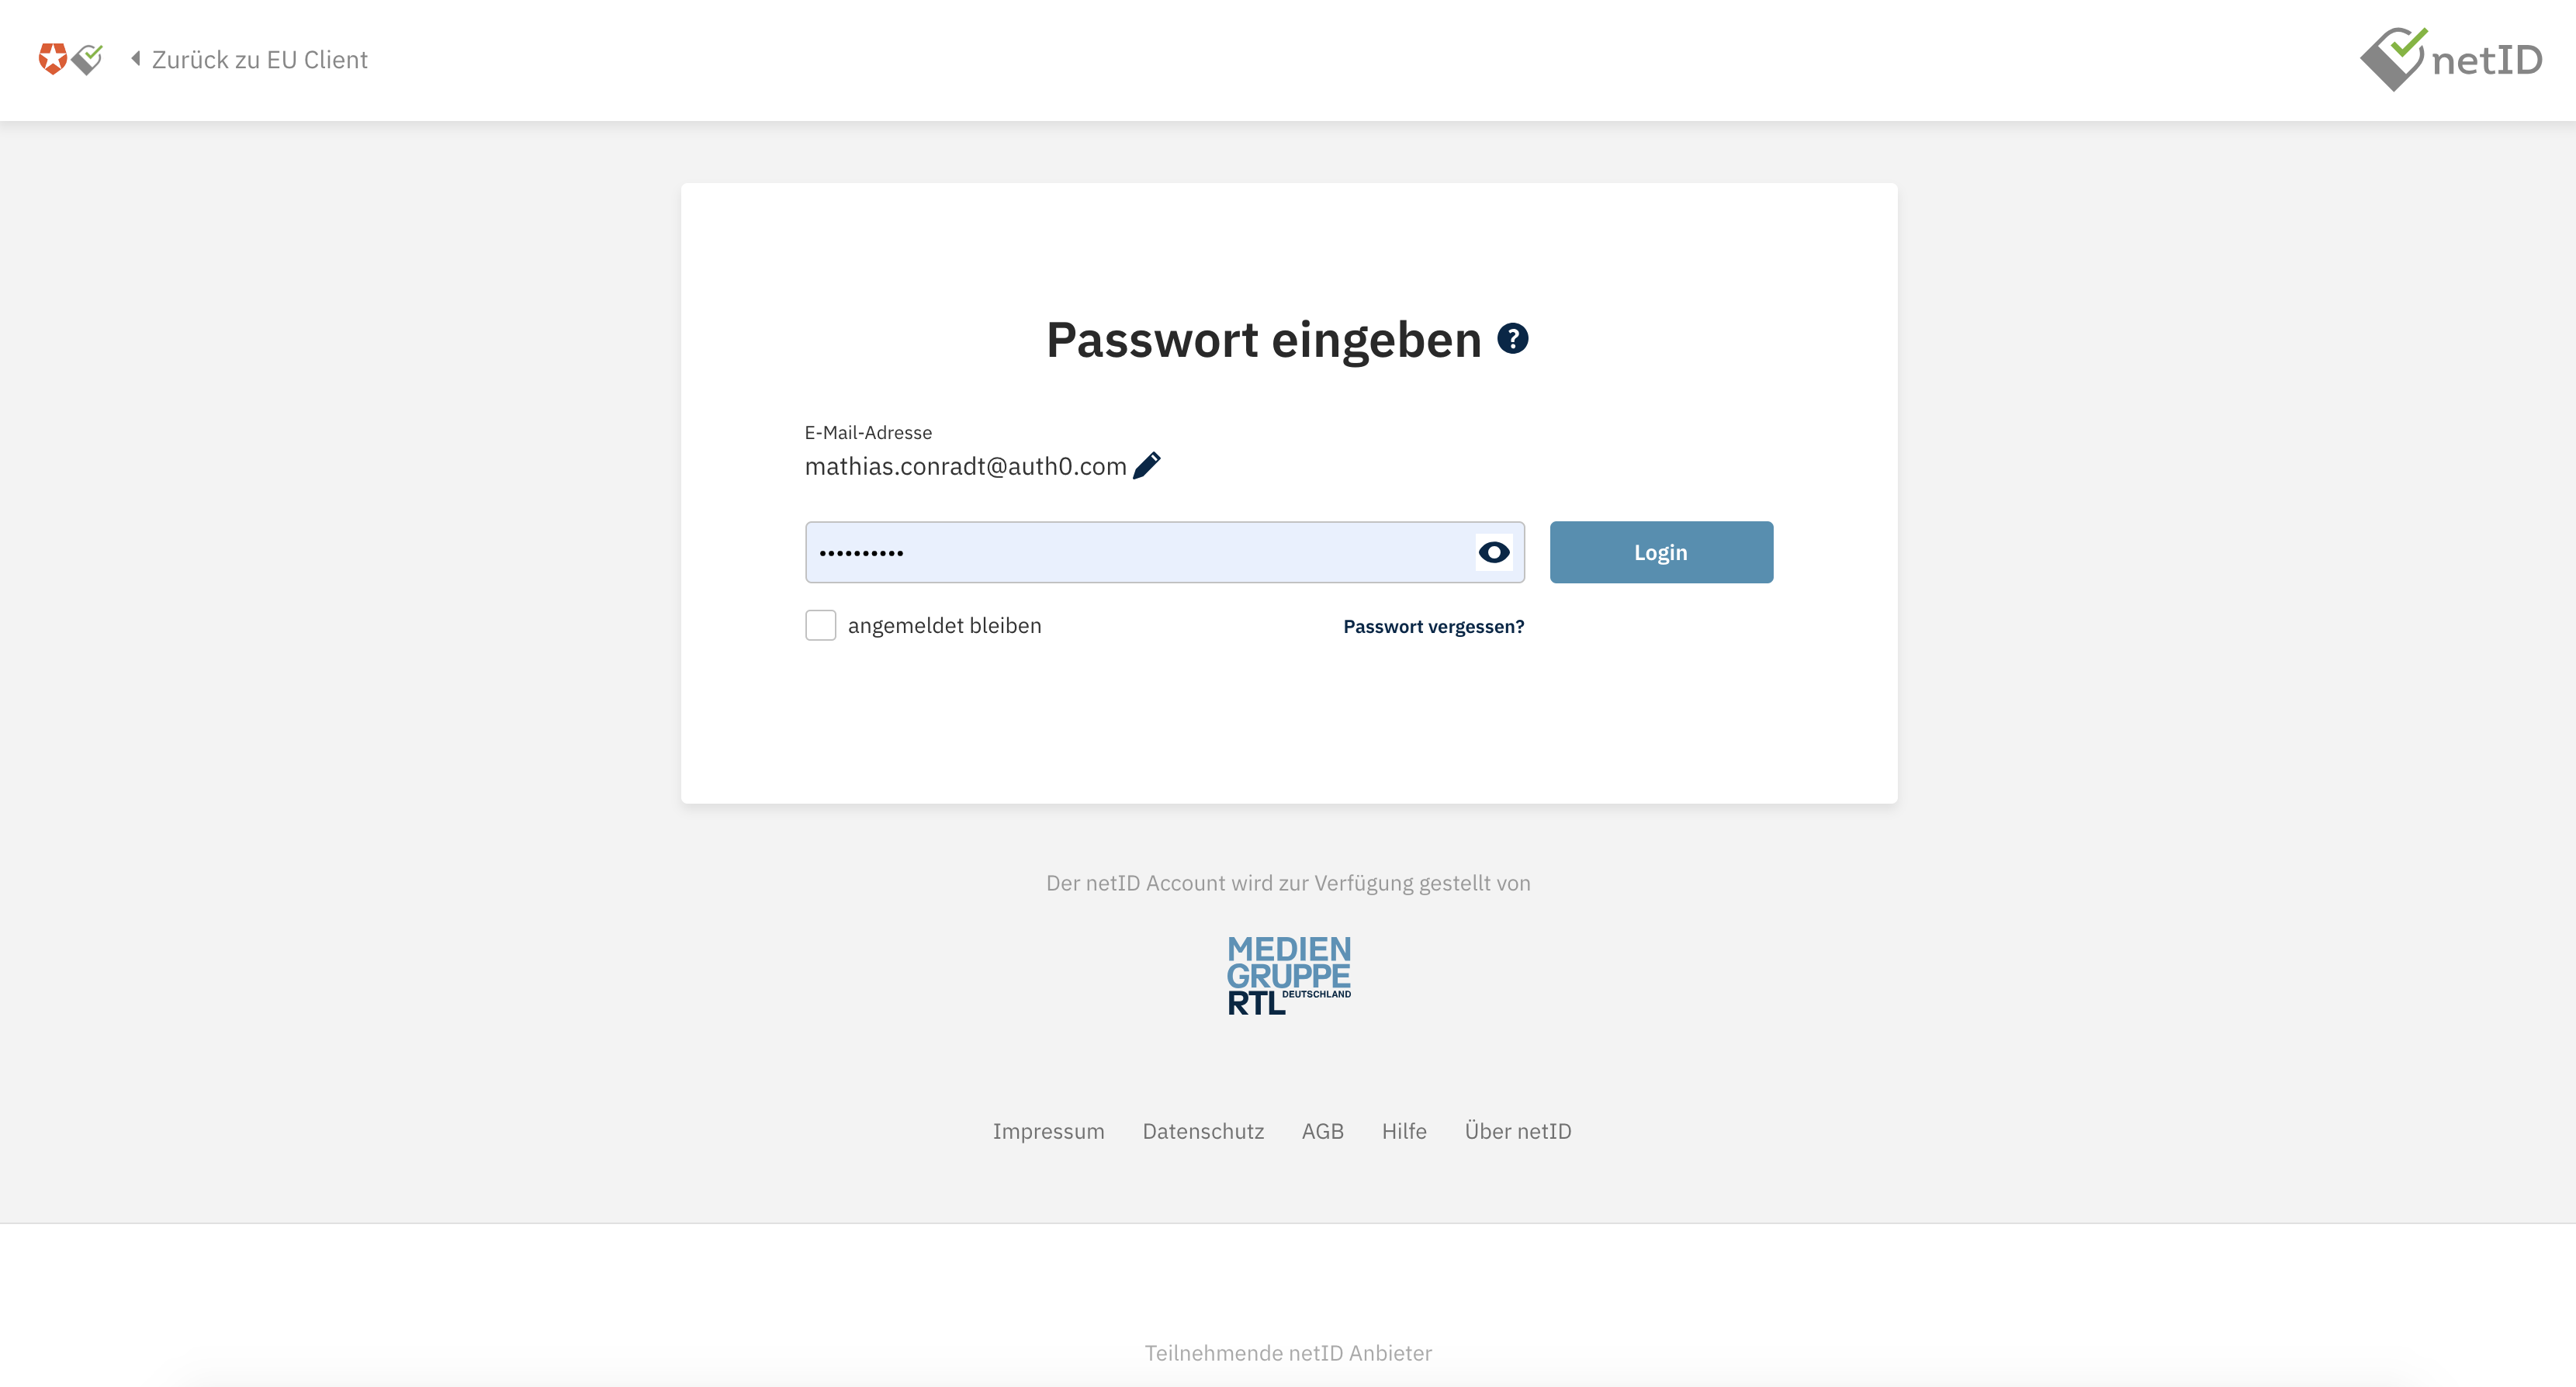 Zurück zu EU Client
netID
Passwort eingeben ?
E-Mail-Adresse
mathias.conradt@auth0.com
••••••••••
Login
angemeldet bleiben
Passwort vergessen?
Der netID Account wird zur Verfügung gestellt von
MEDIEN
GRUPPE
RTL DEUTSCHLAND
Impressum Datenschutz AGB Hilfe Über netID
Teilnehmende netID Anbieter